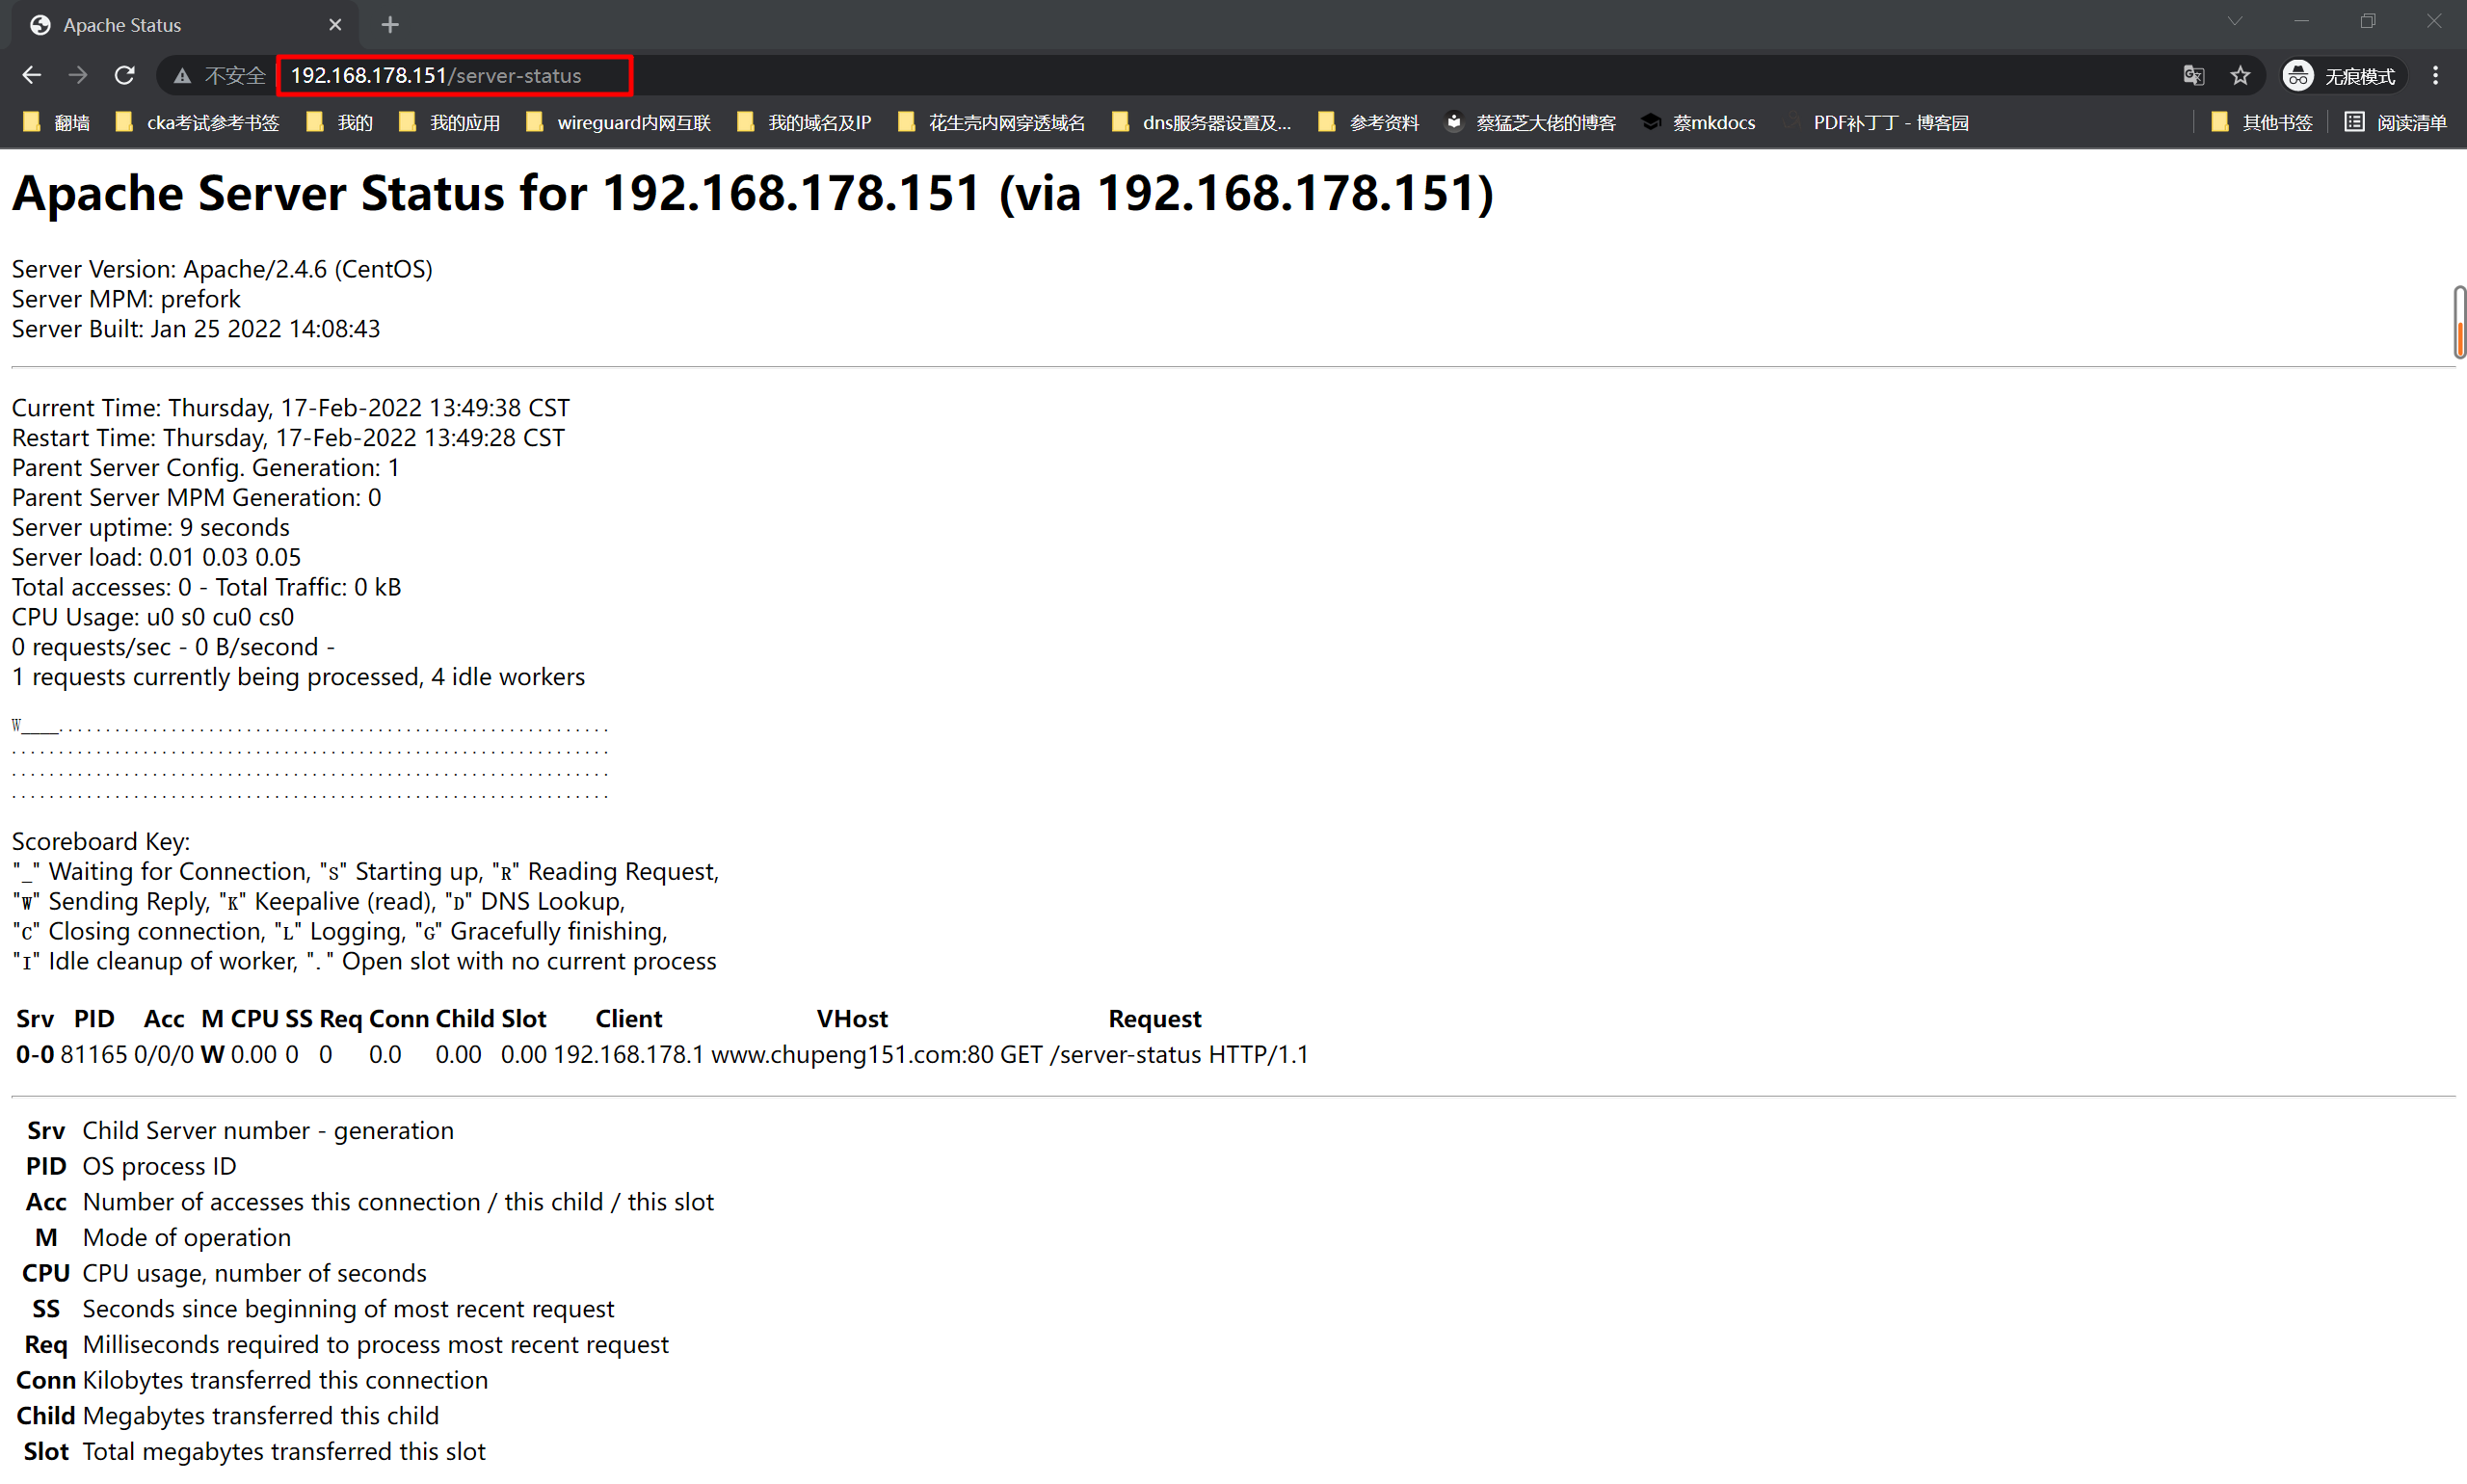 Apache Status
不安全 192.168.178.151/server-status 无痕模式
翻墙 cka考试参考书签 我的 我的应用 wireguard内网互联 我的域名及IP 花生壳内网穿透域名 dns服务器设置及... 参考资料 蔡猛芝大佬的博客 蔡mkdocs PDF补丁丁 - 博客园 其他书签 阅读清单
Apache Server Status for 192.168.178.151 (via 192.168.178.151)
Server Version: Apache/2.4.6 (CentOS)
Server MPM: prefork
Server Built: Jan 25 2022 14:08:43
Current Time: Thursday, 17-Feb-2022 13:49:38 CST
Restart Time: Thursday, 17-Feb-2022 13:49:28 CST
Parent Server Config. Generation: 1
Parent Server MPM Generation: 0
Server uptime: 9 seconds
Server load: 0.01 0.03 0.05
Total accesses: 0 - Total Traffic: 0 kB
CPU Usage: u0 s0 cu0 cs0
0 requests/sec - 0 B/second -
1 requests currently being processed, 4 idle workers
W____...........................................................
................................................................
................................................................
................................................................
Scoreboard Key:
"_" Waiting for Connection, "S" Starting up, "R" Reading Request,
"W" Sending Reply, "K" Keepalive (read), "D" DNS Lookup,
"C" Closing connection, "L" Logging, "G" Gracefully finishing,
"I" Idle cleanup of worker, "." Open slot with no current process
Srv PID Acc M CPU SS Req Conn Child Slot Client VHost Request
0-0 81165 0/0/0 W 0.00 0 0 0.0 0.00 0.00 192.168.178.1 www.chupeng151.com:80 GET /server-status HTTP/1.1
Srv Child Server number - generation
PID OS process ID
Acc Number of accesses this connection / this child / this slot
M Mode of operation
CPU CPU usage, number of seconds
SS Seconds since beginning of most recent request
Req Milliseconds required to process most recent request
Conn Kilobytes transferred this connection
Child Megabytes transferred this child
Slot Total megabytes transferred this slot